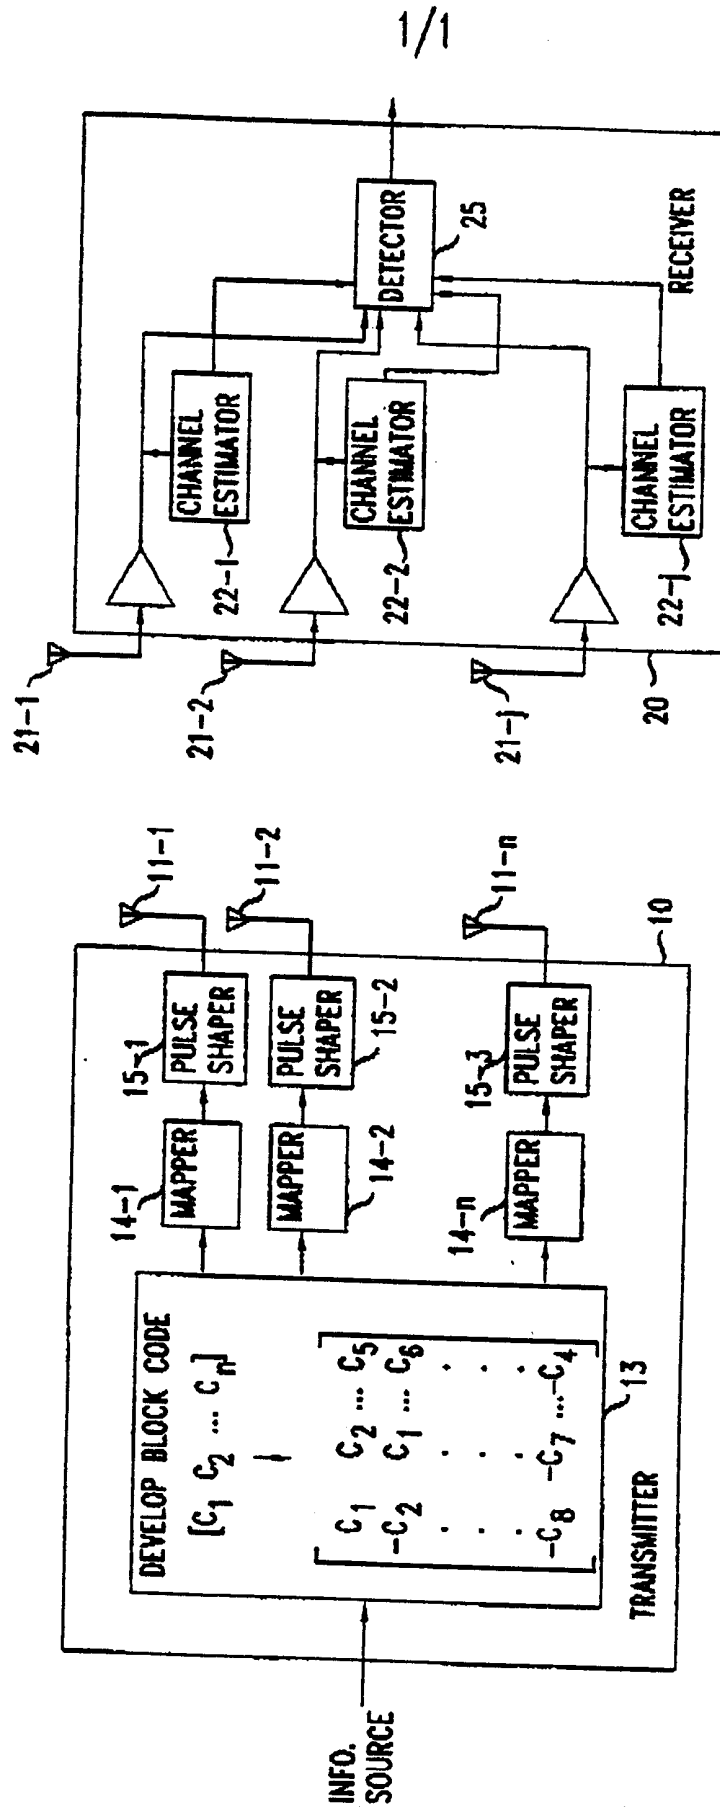 1/1
INFO.
SOURCE
DEVELOP BLOCK CODE
[C1 C2 ... Cn]
C1 C2 ... C5
-C2 C1 ... C6
. . .
. . .
-C8 -C7 ... -C4
13
TRANSMITTER
14-1
MAPPER
15-1
PULSE
SHAPER
11-1
MAPPER
14-2
PULSE
SHAPER
15-2
11-2
14-n
MAPPER
15-3
PULSE
SHAPER
11-n
10
21-1
CHANNEL
ESTIMATOR
22-1
21-2
CHANNEL
ESTIMATOR
22-2
21-j
CHANNEL
ESTIMATOR
22-j
20
DETECTOR
25
RECEIVER